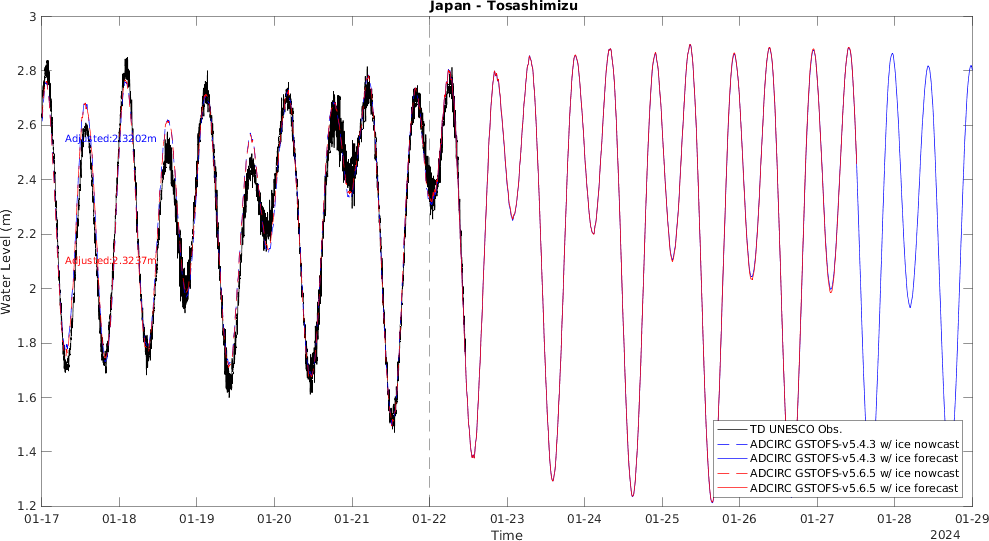 Japan - Tosashimizu
3
2.8
2.6
2.4
2.2
2
1.8
1.6
1.4
1.2
Water Level (m)
Adjusted:2.3202m
Adjusted:2.3237m
TD UNESCO Obs.
ADCIRC GSTOFS-v5.4.3 w/ ice nowcast
ADCIRC GSTOFS-v5.4.3 w/ ice forecast
ADCIRC GSTOFS-v5.6.5 w/ ice nowcast
ADCIRC GSTOFS-v5.6.5 w/ ice forecast
01-17 01-18 01-19 01-20 01-21 01-22 01-23 01-24 01-25 01-26 01-27 01-28 01-29
Time
2024